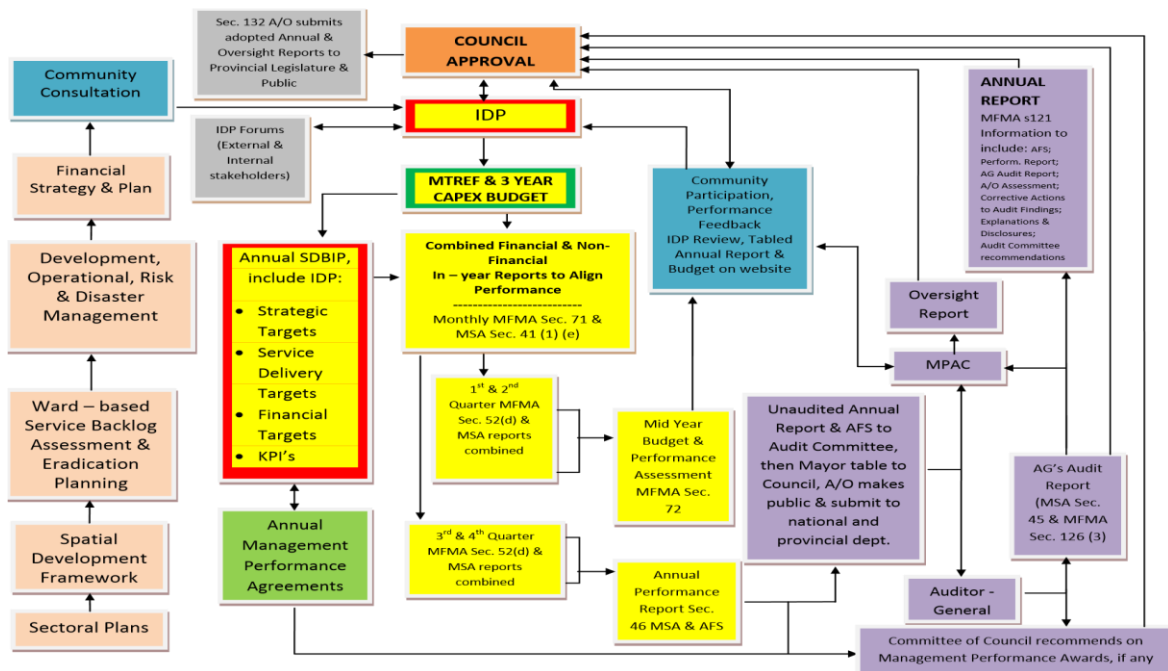 Sec. 132 A/O submits
adopted Annual &
Oversight Reports to
Provincial Legislature &
Public
COUNCIL
APPROVAL
Community
Consultation
IDP
IDP Forums
(External &
Internal
stakeholders)
Financial
Strategy & Plan
MTREF & 3 YEAR
CAPEX BUDGET
Development,
Operational, Risk
& Disaster
Management
Annual SDBIP,
include IDP:
• Strategic
Targets
• Service
Delivery
Targets
• Financial
Targets
• KPI's
Combined Financial & Non-
Financial
In – year Reports to Align
Performance
--------------------------
Monthly MFMA Sec. 71 &
MSA Sec. 41 (1) (e)
Community
Participation,
Performance
Feedback
IDP Review, Tabled
Annual Report &
Budget on website
ANNUAL
REPORT
MFMA s121
Information to
include: AFS;
Perform. Report;
AG Audit Report;
A/O Assessment;
Corrective Actions
to Audit Findings;
Explanations &
Disclosures;
Audit Committee
recommendations
Oversight
Report
MPAC
Ward – based
Service Backlog
Assessment &
Eradication
Planning
1st & 2nd
Quarter MFMA
Sec. 52(d) &
MSA reports
combined
Mid Year
Budget &
Performance
Assessment
MFMA Sec.
72
Unaudited Annual
Report & AFS to
Audit Committee,
then Mayor table to
Council, A/O makes
public & submit to
national and
provincial dept.
AG's Audit
Report
(MSA Sec.
45 & MFMA
Sec. 126 (3)
Spatial
Development
Framework
Annual
Management
Performance
Agreements
3rd & 4th Quarter
MFMA Sec. 52(d) &
MSA reports
combined
Annual
Performance
Report Sec.
46 MSA & AFS
Auditor -
General
Sectoral Plans
Committee of Council recommends on
Management Performance Awards, if any